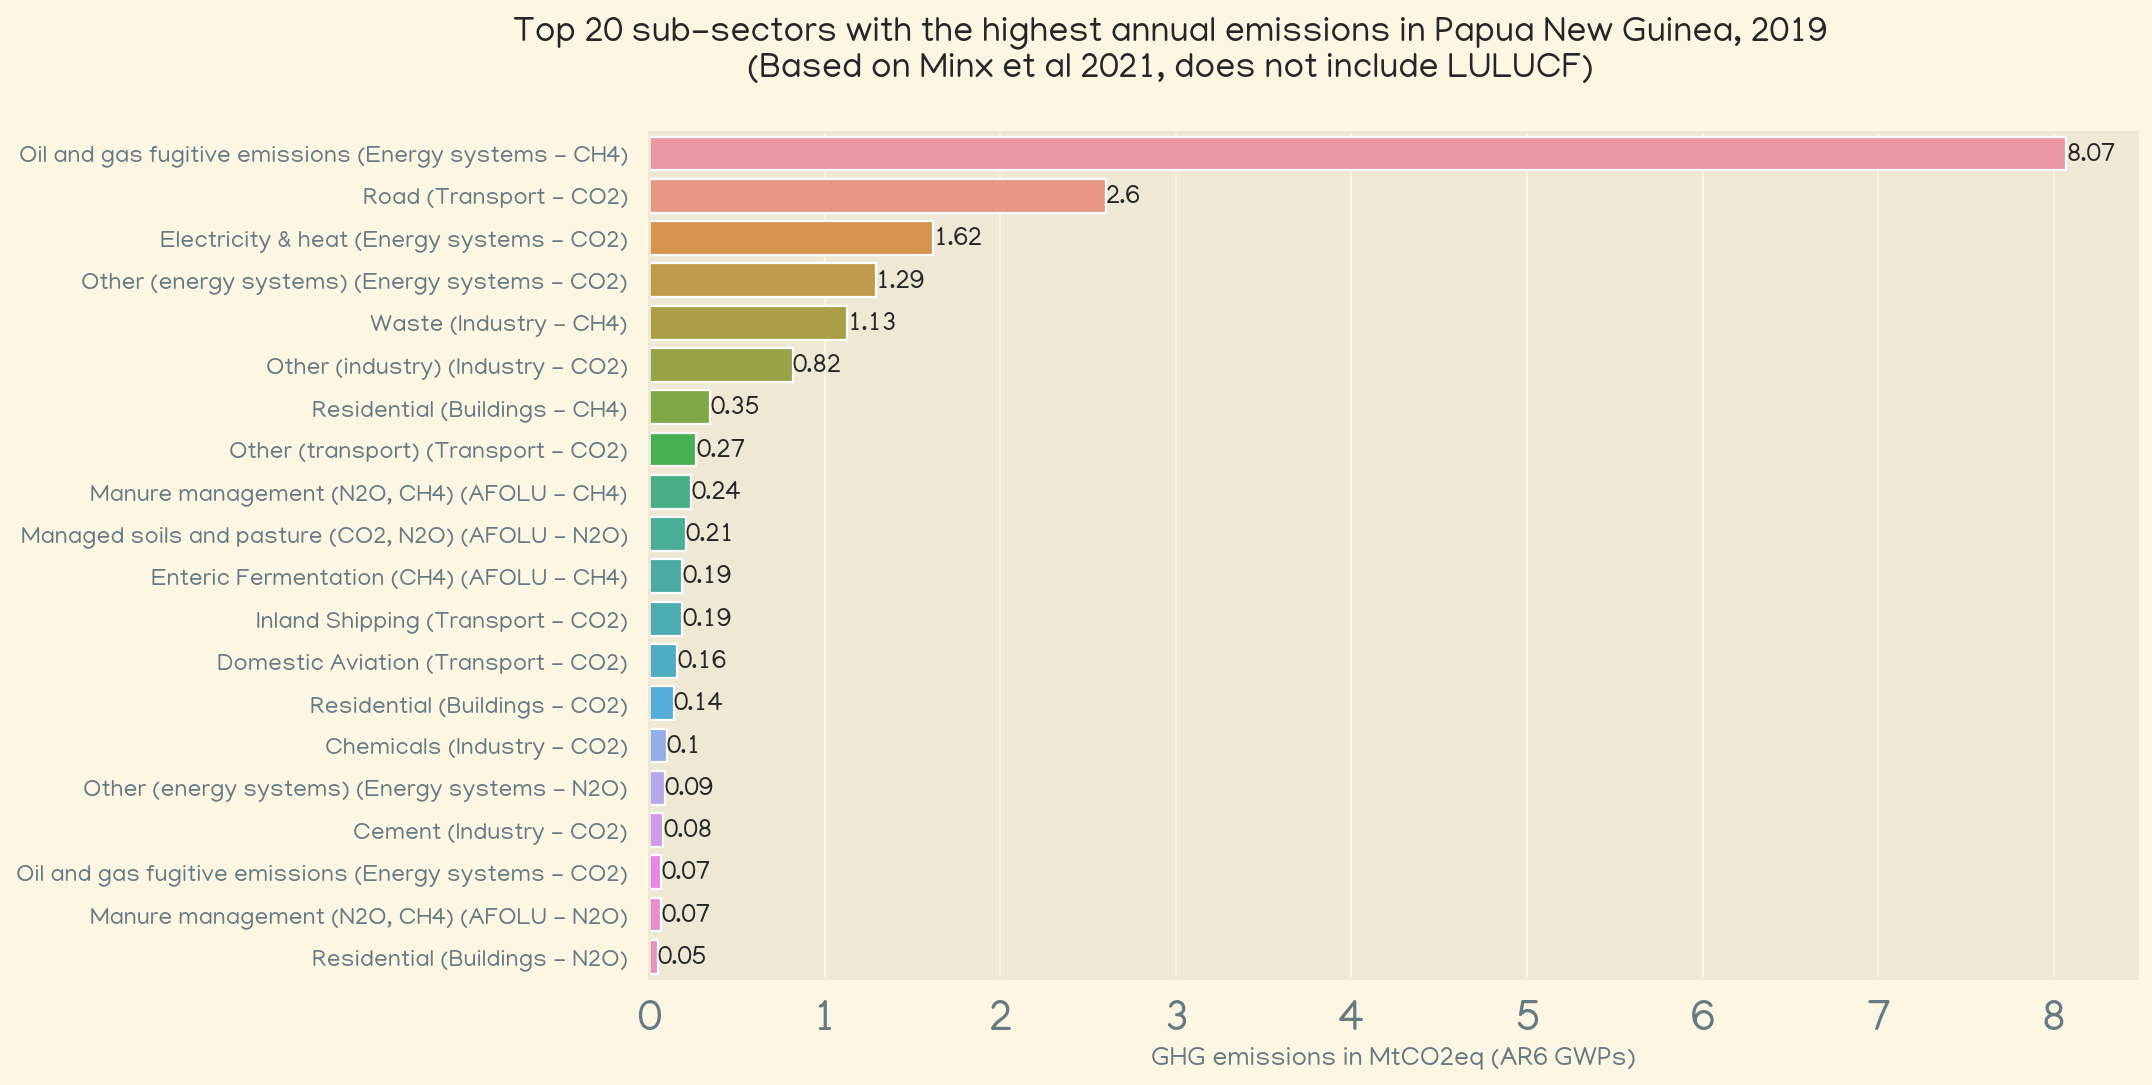 Top 20 sub-sectors with the highest annual emissions in Papua New Guinea, 2019
(Based on Minx et al 2021, does not include LULUCF)
Oil and gas fugitive emissions (Energy systems - CH4) 8.07
Road (Transport - CO2) 2.6
Electricity & heat (Energy systems - CO2) 1.62
Other (energy systems) (Energy systems - CO2) 1.29
Waste (Industry - CH4) 1.13
Other (industry) (Industry - CO2) 0.82
Residential (Buildings - CH4) 0.35
Other (transport) (Transport - CO2) 0.27
Manure management (N2O, CH4) (AFOLU - CH4) 0.24
Managed soils and pasture (CO2, N2O) (AFOLU - N2O) 0.21
Enteric Fermentation (CH4) (AFOLU - CH4) 0.19
Inland Shipping (Transport - CO2) 0.19
Domestic Aviation (Transport - CO2) 0.16
Residential (Buildings - CO2) 0.14
Chemicals (Industry - CO2) 0.1
Other (energy systems) (Energy systems - N2O) 0.09
Cement (Industry - CO2) 0.08
Oil and gas fugitive emissions (Energy systems - CO2) 0.07
Manure management (N2O, CH4) (AFOLU - N2O) 0.07
Residential (Buildings - N2O) 0.05
0 1 2 3 4 5 6 7 8
GHG emissions in MtCO2eq (AR6 GWPs)